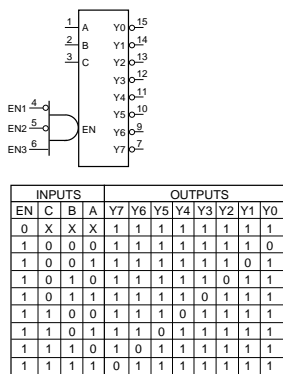 1 A Y0 15
2 B Y1 14
3 C Y2 13
Y3 12
Y4 11
EN1 4 Y5 10
EN2 5 EN Y6 9
EN3 6 Y7 7
INPUTS OUTPUTS
EN C B A Y7 Y6 Y5 Y4 Y3 Y2 Y1 Y0
0 X X X 1 1 1 1 1 1 1 1
1 0 0 0 1 1 1 1 1 1 1 0
1 0 0 1 1 1 1 1 1 1 0 1
1 0 1 0 1 1 1 1 1 0 1 1
1 0 1 1 1 1 1 1 0 1 1 1
1 1 0 0 1 1 1 0 1 1 1 1
1 1 0 1 1 1 0 1 1 1 1 1
1 1 1 0 1 0 1 1 1 1 1 1
1 1 1 1 0 1 1 1 1 1 1 1